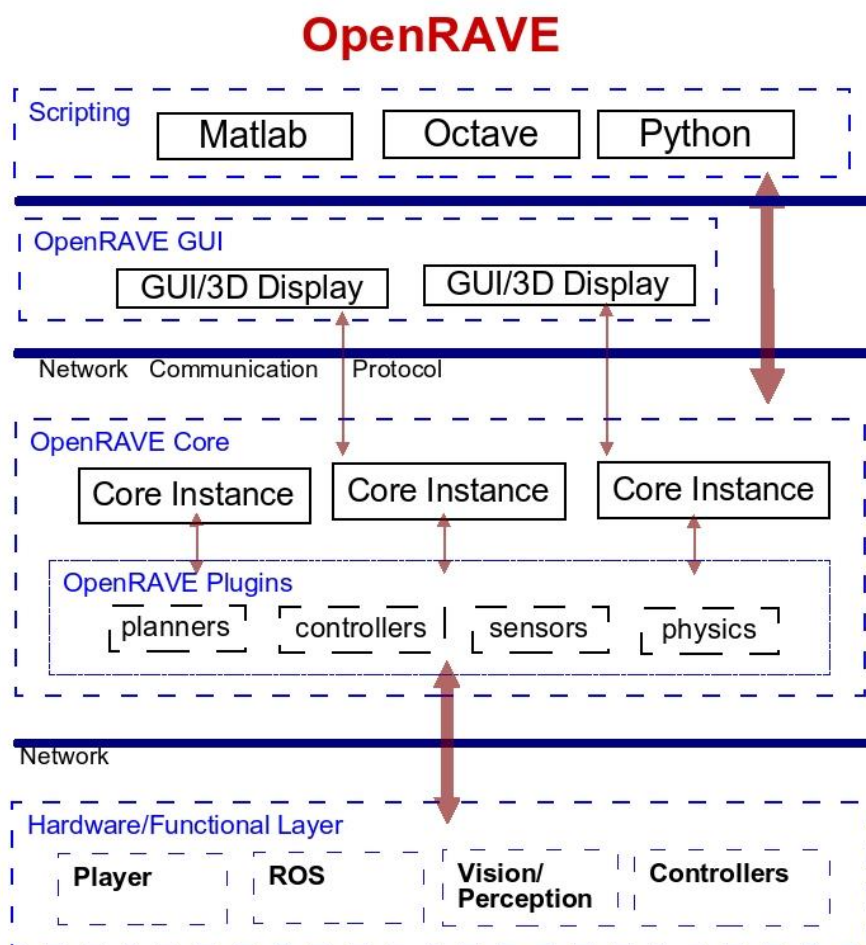 OpenRAVE
Scripting
Matlab
Octave
Python
OpenRAVE GUI
GUI/3D Display
GUI/3D Display
Network Communication Protocol
OpenRAVE Core
Core Instance
Core Instance
Core Instance
OpenRAVE Plugins
planners
controllers
sensors
physics
Network
Hardware/Functional Layer
Player
ROS
Vision/
Perception
Controllers